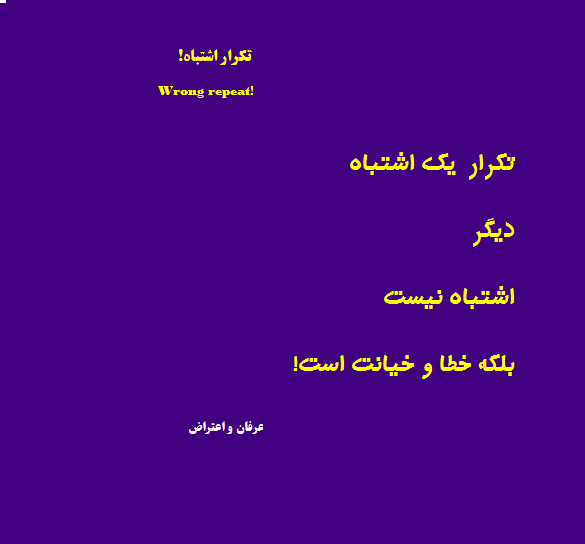 تکرار اشتباه!
Wrong repeat!
تکرار یک اشتباه
دیگر
اشتباه نیست
بلکه خطا و خیانت است!
عرفان و اعتراض